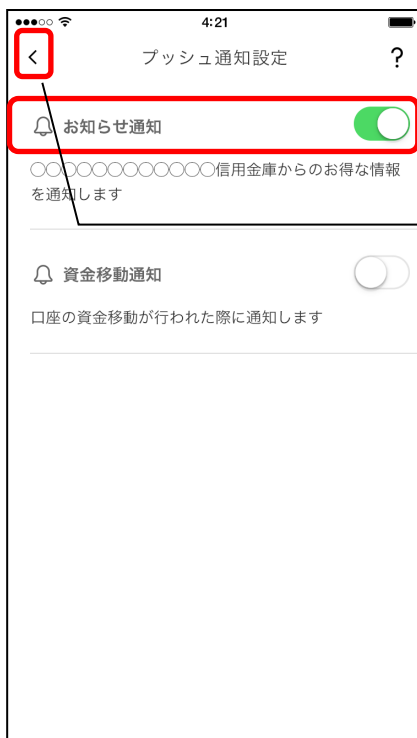 4:21
プッシュ通知設定
?
お知らせ通知
○○○○○○○○○○○○○信用金庫からのお得な情報
を通知します
資金移動通知
口座の資金移動が行われた際に通知します